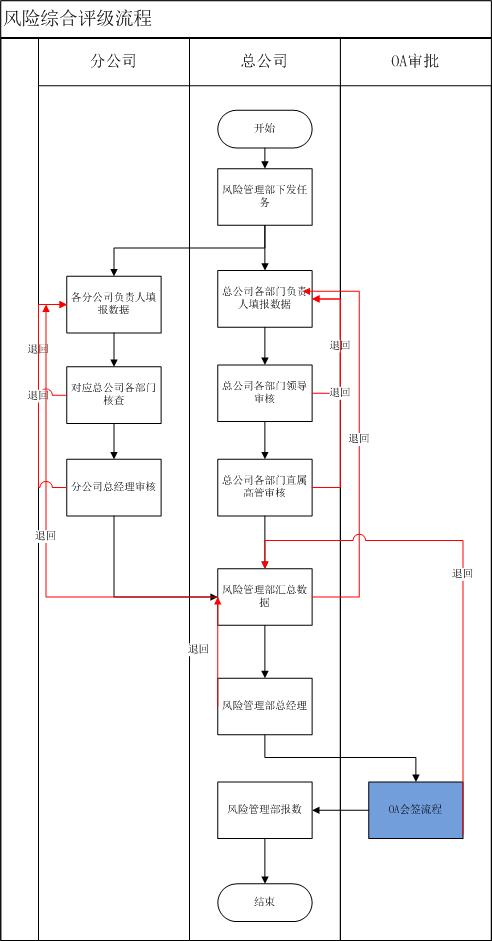 风险综合评级流程
分公司
总公司
OA审批
开始
风险管理部下发任
务
各分公司负责人填
报数据
总公司各部门负责
人填报数据
退回
退回
对应总公司各部门
核查
总公司各部门领导
审核
退回
退回
退回
分公司总经理审核
总公司各部门直属
高管审核
退回
退回
风险管理部汇总数
据
退回
风险管理部总经理
风险管理部报数
OA会签流程
结束